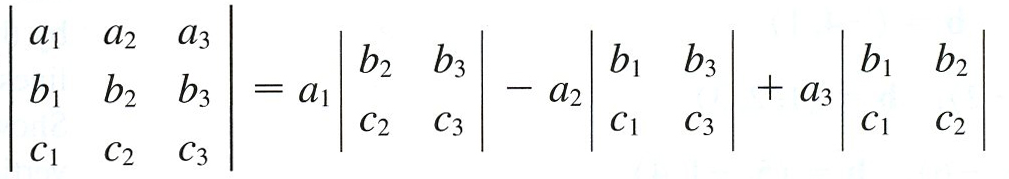 | a₁ a₂ a₃ |
| b₁ b₂ b₃ | = a₁ | b₂ b₃ | − a₂ | b₁ b₃ | + a₃ | b₁ b₂ |
| c₁ c₂ c₃ | | c₂ c₃ | | c₁ c₃ | | c₁ c₂ |